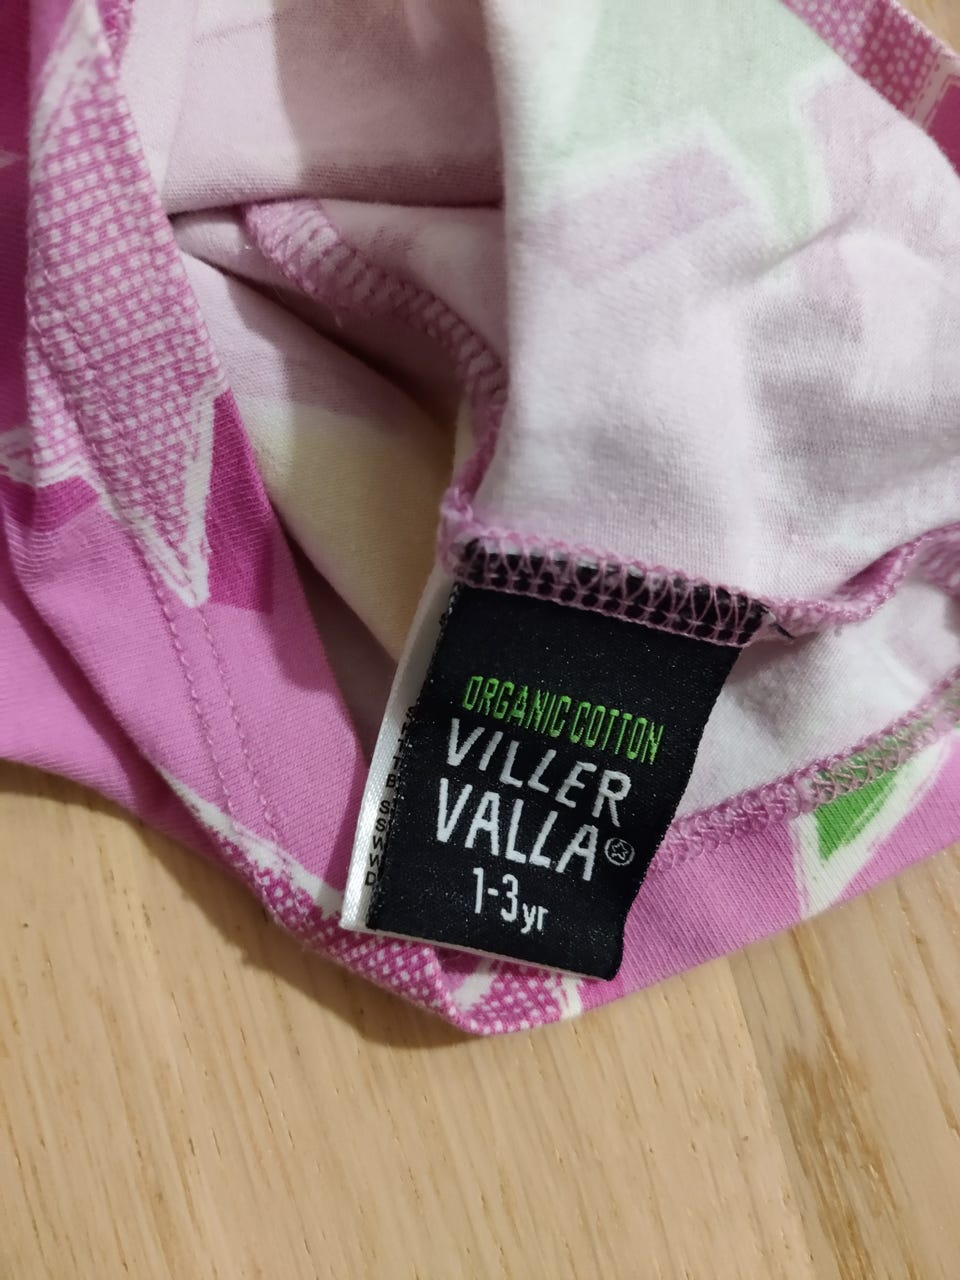 ORGANIC COTTON
VILLER
VALLA
1-3yr